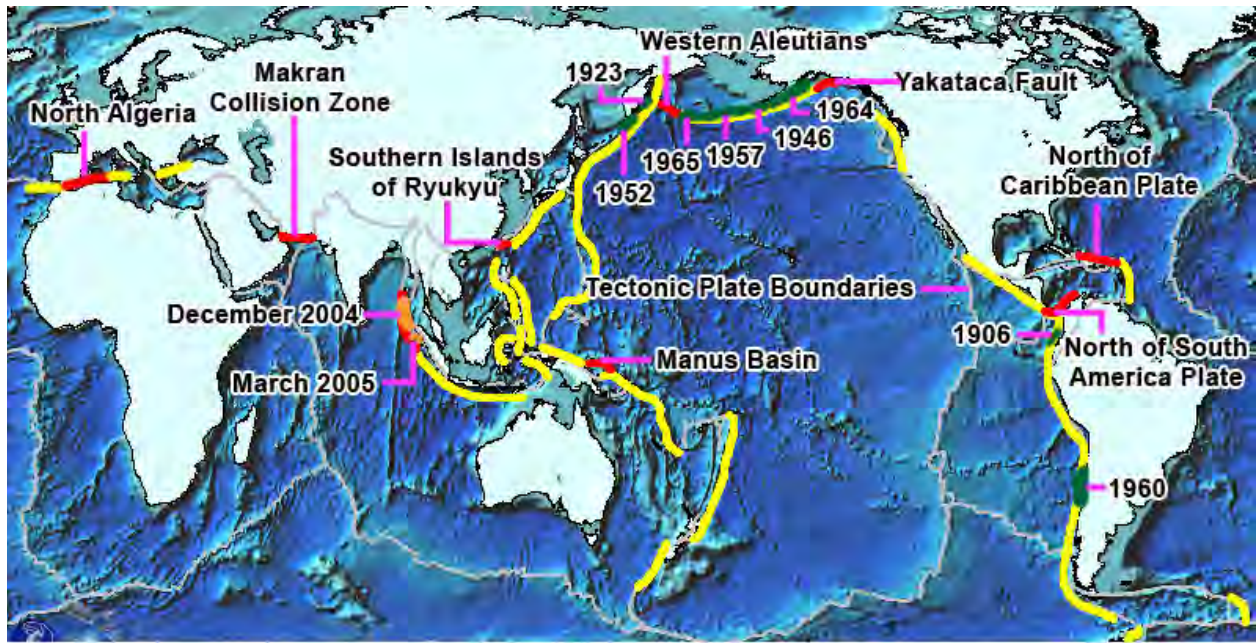 Western Aleutians
1923
Makran
Collision Zone
Yakataca Fault
North Algeria
1964
1946
1957
1965
Southern Islands
of Ryukyu
1952
North of
Caribbean Plate
Tectonic Plate Boundaries
December 2004
1906
Manus Basin
North of South
America Plate
March 2005
1960